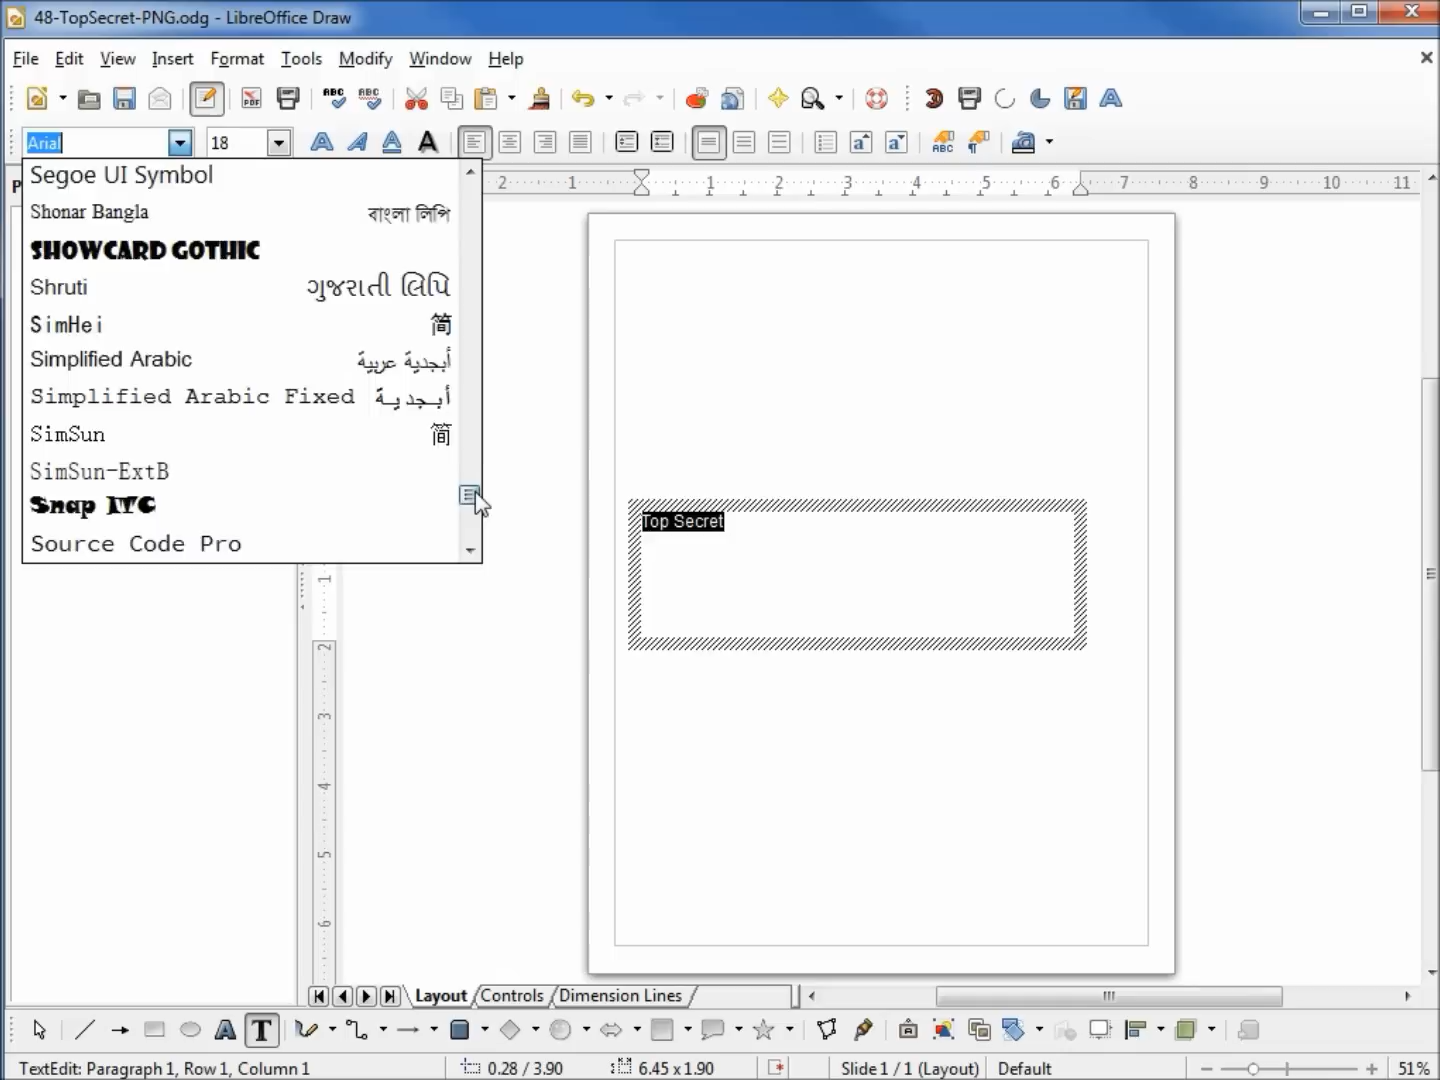 48-TopSecret-PNG.odg - LibreOffice Draw
File Edit View Insert Format Tools Modify Window Help
Arial 18
Segoe UI Symbol
Shonar Bangla বাংলা লিপি
SHOWCARD GOTHIC
Shruti ગુજરાતી લિપિ
SimHei 简
Simplified Arabic أبجدية عربية
Simplified Arabic Fixed أبجدية
SimSun 简
SimSun-ExtB
Snap ITC
Source Code Pro
2 1 1 2 3 4 5 6 7 8 9 10 11
Top Secret
1
2
3
4
5
6
Layout Controls Dimension Lines
TextEdit: Paragraph 1, Row 1, Column 1 0.28 / 3.90 6.45 x 1.90 Slide 1 / 1 (Layout) Default 51%